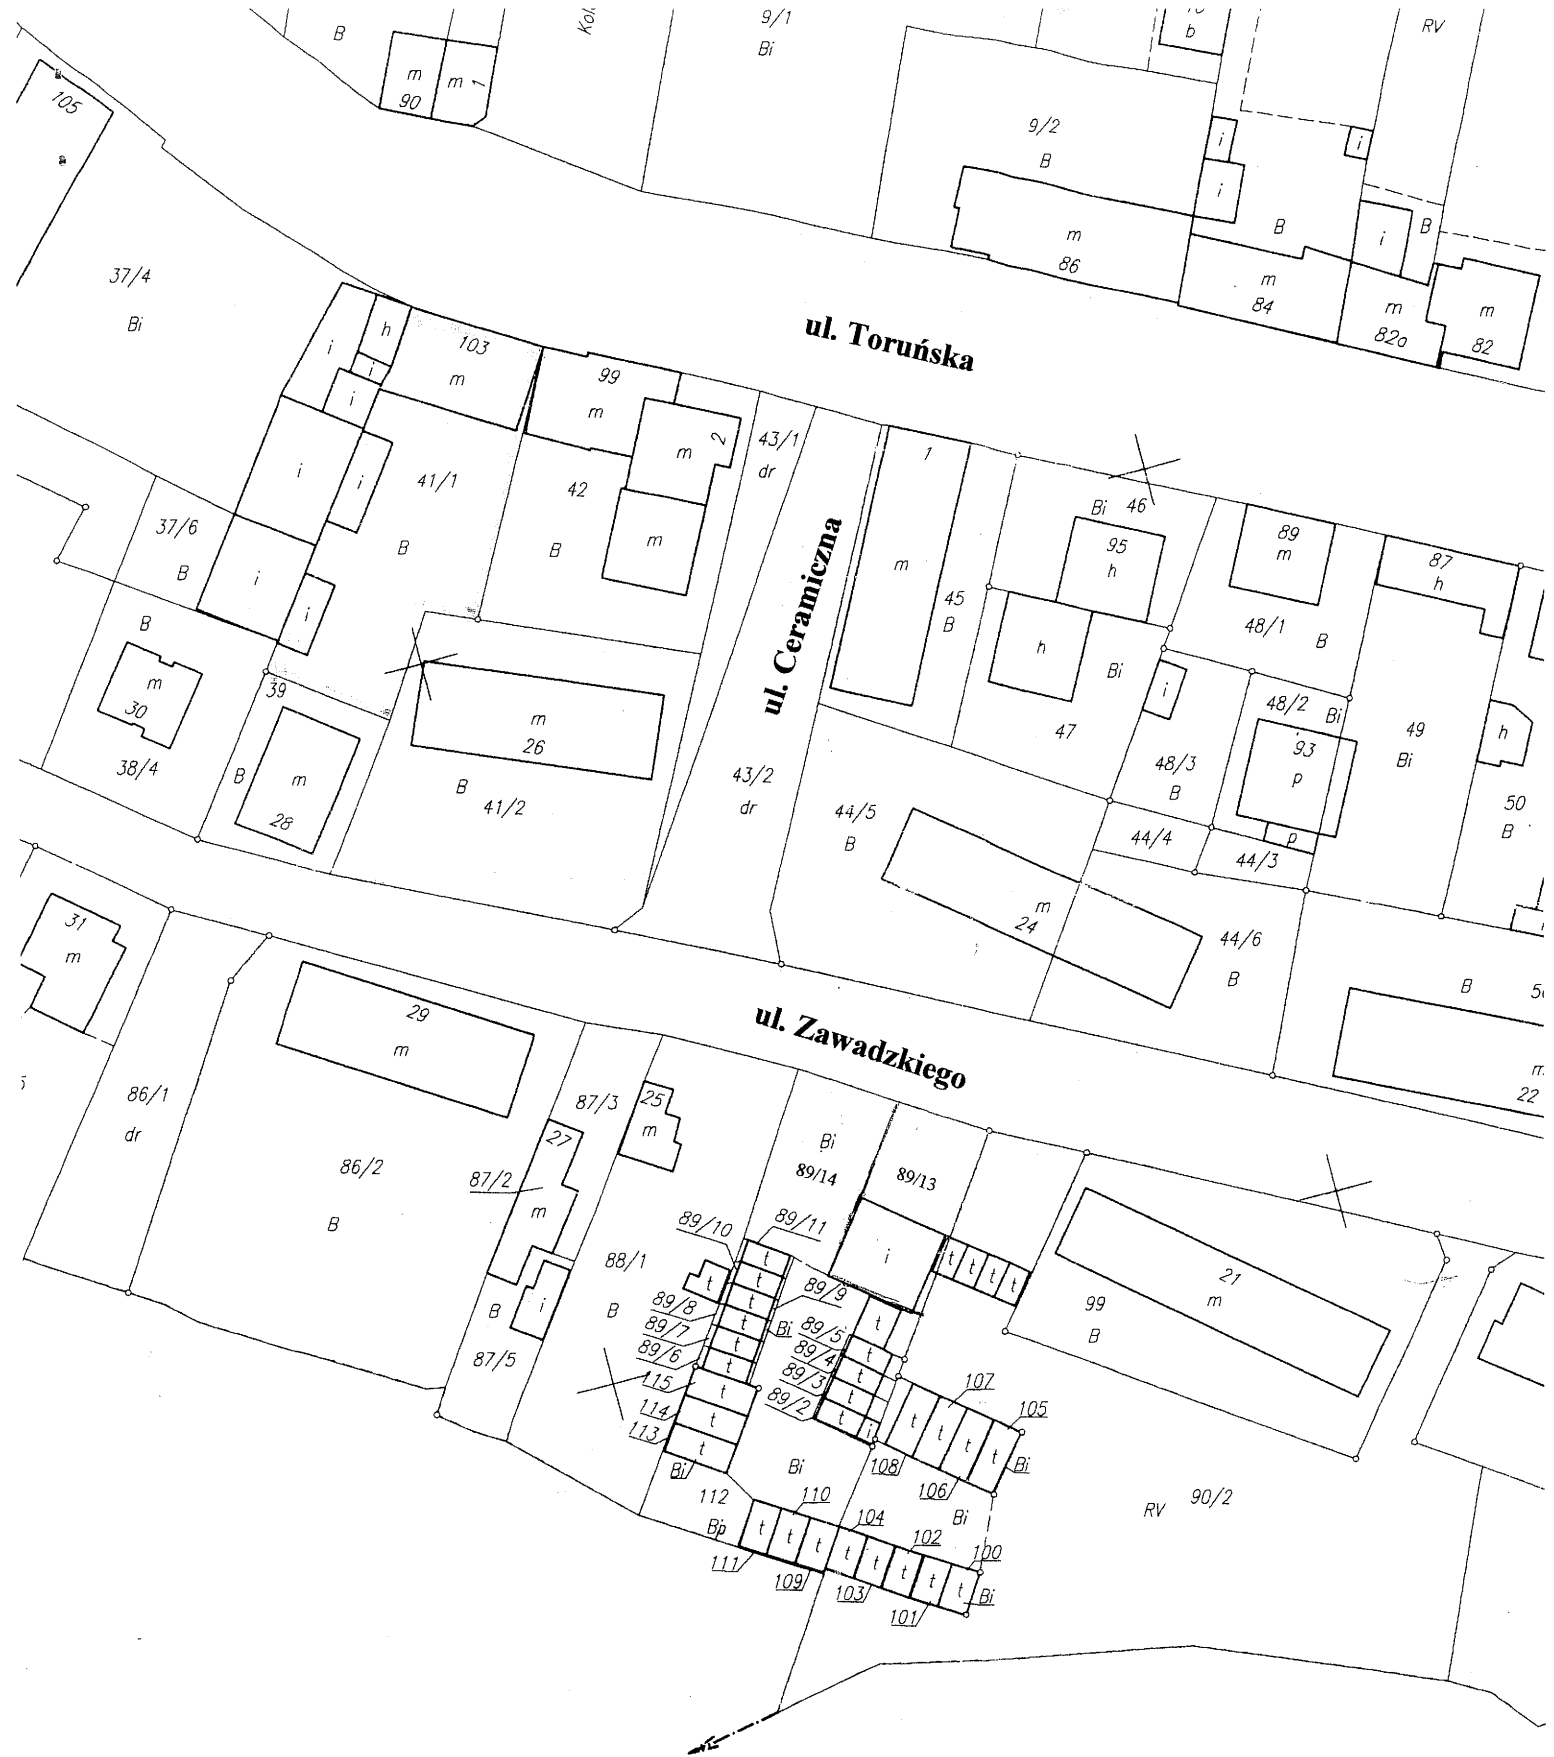 B
9/1
Bi
b
RV
m
90
m
1
105
9/2
B
i
i
i
B
B
i
37/4
Bi
m
86
m
84
m
82a
m
82
ul. Toruńska
h
i
i
i
103
m
99
m
m
2
43/1
dr
1
m
45
B
i
i
41/1
42
B
B
m
37/6
B
i
i
Bi
46
95
h
89
m
87
h
48/1
B
ul. Ceramiczna
B
m
30
38/4
39
B
m
28
m
26
B
41/2
43/2
dr
h
Bi
47
i
48/2
Bi
93
p
p
48/3
B
49
Bi
h
50
B
44/5
B
44/4
44/3
m
24
44/6
B
B
m
22
31
m
86/1
dr
29
m
86/2
B
ul. Zawadzkiego
87/3
25
m
27
87/2
m
i
B
87/5
88/1
B
Bi
89/14
89/13
i
t
t
t
t
89/10
89/11
t
t
t
t
t
t
t
89/9
Bi
89/8
89/7
89/6
115
114
113
t
t
t
Bi
89/5
89/4
89/3
89/2
t
t
t
t
i
21
m
99
B
107
105
t
t
t
t
Bi
108
106
Bi
Bi
112
Bp
110
104
102
100
t
t
t
t
t
t
t
t
Bi
111
109
103
101
RV
90/2